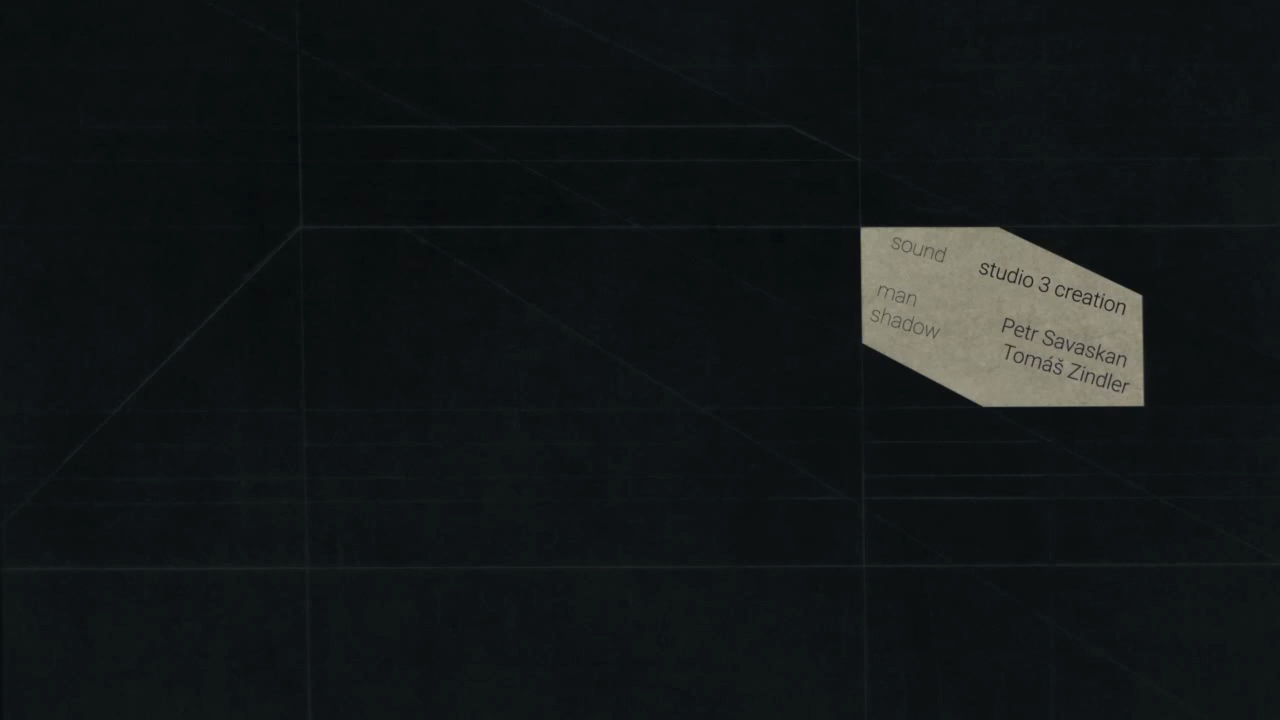 sound studio 3 creation
man Petr Savaskan
shadow Tomáš Zindler